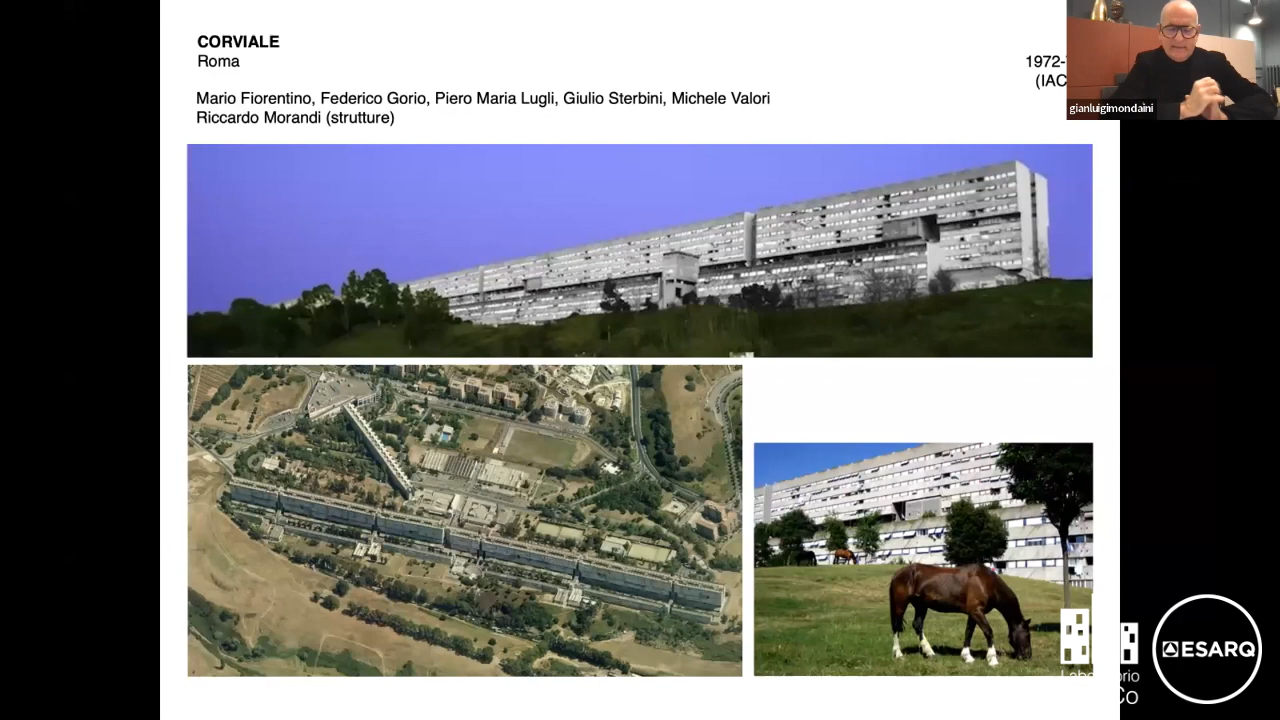 CORVIALE
Roma
1972-
(IAC
Mario Fiorentino, Federico Gorio, Piero Maria Lugli, Giulio Sterbini, Michele Valori
Riccardo Morandi (strutture)
gianluigimondaini
ESARQ